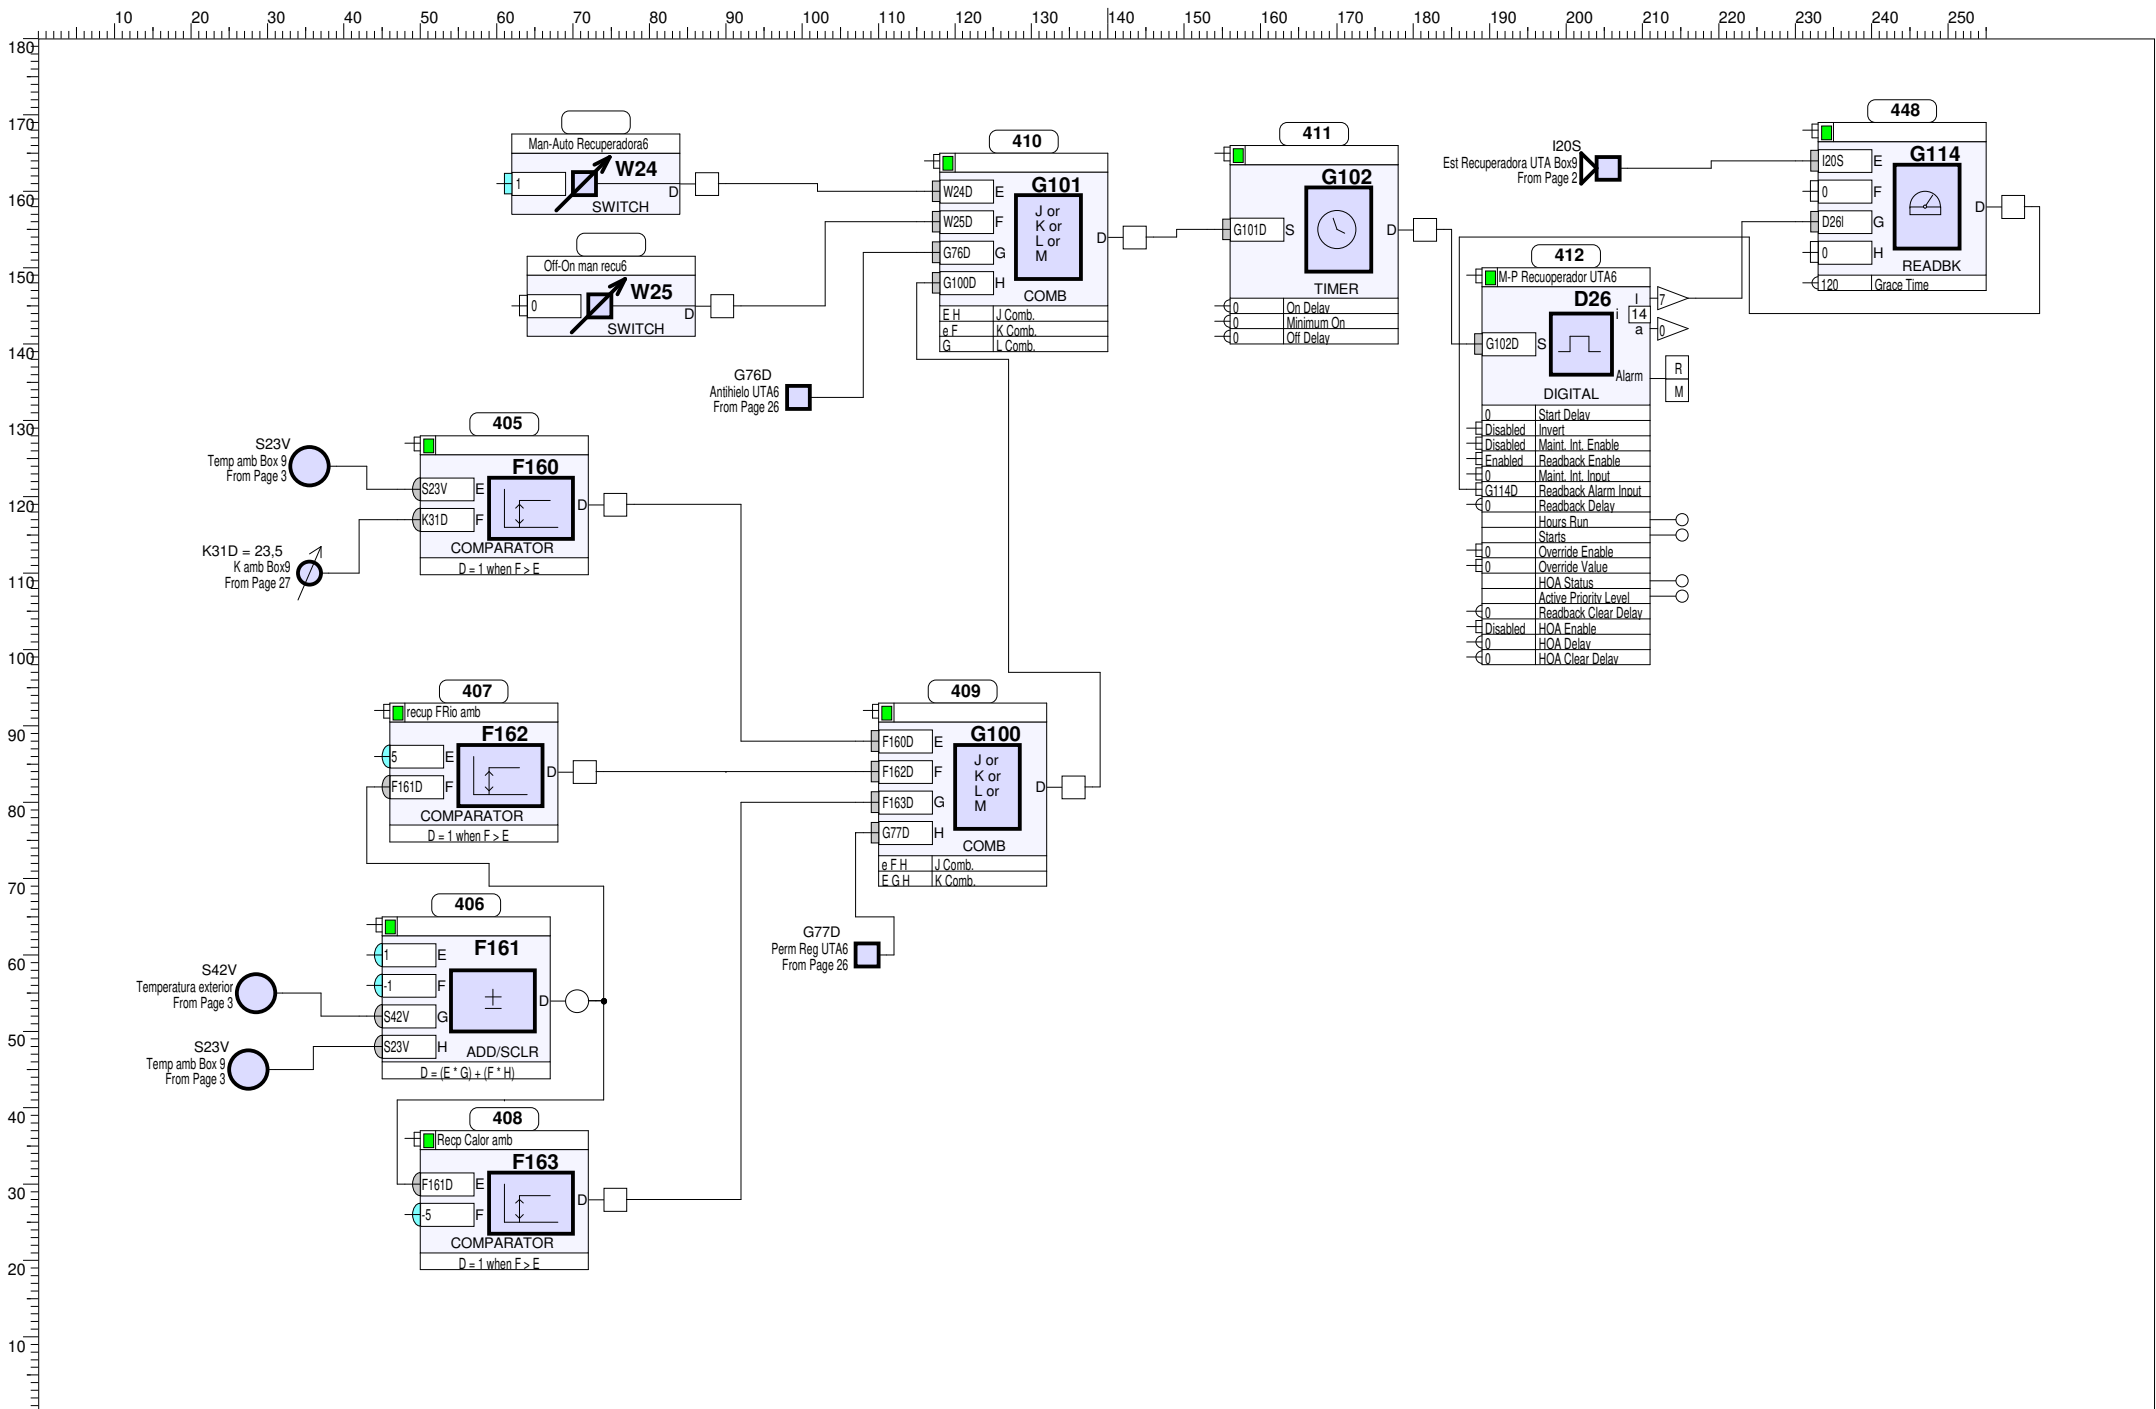 10 20 30 40 50 60 70 80 90 100 110 120 130 140 150 160 170 180 190 200 210 220 230 240 250
180
170
160
150
140
130
120
110
100
90
80
70
60
50
40
30
20
10
Man-Auto Recuperadora6
W24
1
D
SWITCH
Off-On man recu6
W25
0
D
SWITCH
410
G101
W24D E
W25D F
G76D G
G100D H
J or
K or
L or
M
D
COMB
E H J Comb.
e F K Comb.
G L Comb.
411
G102
G101D S
D
TIMER
0 On Delay
0 Minimum On
0 Off Delay
I20S
Est Recuperadora UTA Box9
From Page 2
448
G114
I20S E
0 F
D26I G
0 H
D
READBK
120 Grace Time
412
M-P Recuoperador UTA6
D26
I 7
i 14
a 0
G102D S
Alarm
R
M
DIGITAL
0 Start Delay
Disabled Invert
Disabled Maint. Int. Enable
Enabled Readback Enable
0 Maint. Int. Input
G114D Readback Alarm Input
0 Readback Delay
Hours Run
Starts
0 Override Enable
0 Override Value
HOA Status
Active Priority Level
0 Readback Clear Delay
Disabled HOA Enable
0 HOA Delay
0 HOA Clear Delay
G76D
Antihielo UTA6
From Page 26
S23V
Temp amb Box 9
From Page 3
K31D = 23,5
K amb Box9
From Page 27
405
F160
S23V E
K31D F
D
COMPARATOR
D = 1 when F > E
407
recup FRio amb
F162
5 E
F161D F
D
COMPARATOR
D = 1 when F > E
409
G100
F160D E
F162D F
F163D G
G77D H
J or
K or
L or
M
D
COMB
e F H J Comb.
E G H K Comb.
G77D
Perm Reg UTA6
From Page 26
406
F161
1 E
-1 F
S42V G
S23V H
±
D
ADD/SCLR
D = (E * G) + (F * H)
S42V
Temperatura exterior
From Page 3
S23V
Temp amb Box 9
From Page 3
408
Recp Calor amb
F163
F161D E
-5 F
D
COMPARATOR
D = 1 when F > E